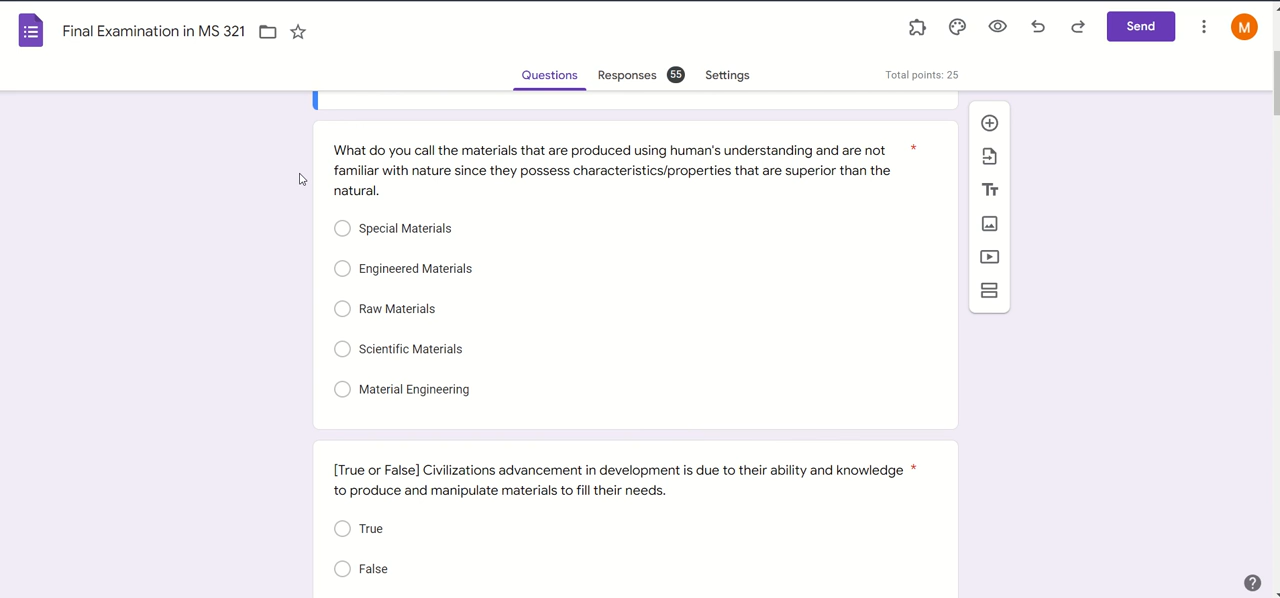 Final Examination in MS 321
Send
M
Questions
Responses 55
Settings
Total points: 25
What do you call the materials that are produced using human's understanding and are not *
familiar with nature since they possess characteristics/properties that are superior than the
natural.
Special Materials
Engineered Materials
Raw Materials
Scientific Materials
Material Engineering
[True or False] Civilizations advancement in development is due to their ability and knowledge *
to produce and manipulate materials to fill their needs.
True
False